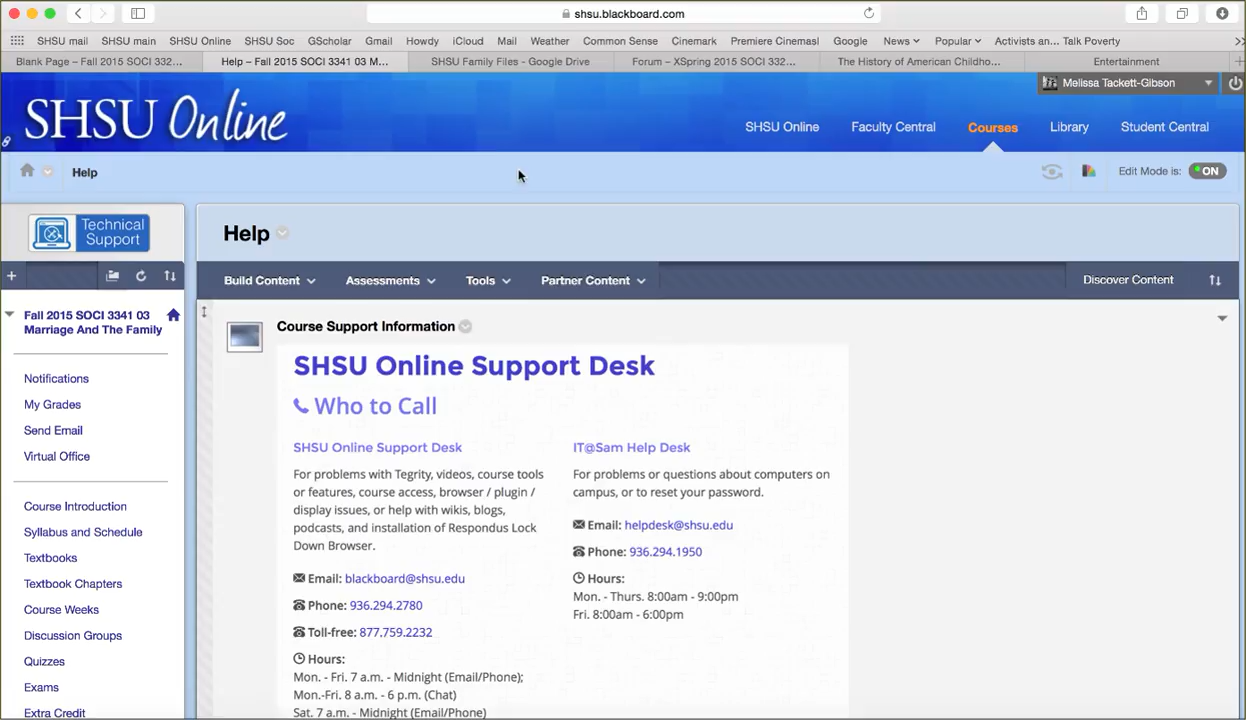 shsu.blackboard.com
SHSU mail SHSU main SHSU Online SHSU Soc GScholar Gmail Howdy iCloud Mail Weather Common Sense Cinemark Premiere Cinemasl Google News Popular Activists an... Talk Poverty
Blank Page – Fall 2015 SOCI 332... Help – Fall 2015 SOCI 3341 03 M... SHSU Family Files - Google Drive Forum – XSpring 2015 SOCI 332... The History of American Childho... Entertainment
Melissa Tackett-Gibson
SHSU Online
SHSU Online Faculty Central Courses Library Student Central
Help
Edit Mode is: ON
Technical
Support
Help
Build Content Assessments Tools Partner Content Discover Content
Fall 2015 SOCI 3341 03
Marriage And The Family
Notifications
My Grades
Send Email
Virtual Office
Course Introduction
Syllabus and Schedule
Textbooks
Textbook Chapters
Course Weeks
Discussion Groups
Quizzes
Exams
Extra Credit
Course Support Information
SHSU Online Support Desk
Who to Call
SHSU Online Support Desk
For problems with Tegrity, videos, course tools
or features, course access, browser / plugin /
display issues, or help with wikis, blogs,
podcasts, and installation of Respondus Lock
Down Browser.
Email: blackboard@shsu.edu
Phone: 936.294.2780
Toll-free: 877.759.2232
Hours:
Mon. - Fri. 7 a.m. - Midnight (Email/Phone);
Mon.-Fri. 8 a.m. - 6 p.m. (Chat)
Sat. 7 a.m. - Midnight (Email/Phone)
IT@Sam Help Desk
For problems or questions about computers on
campus, or to reset your password.
Email: helpdesk@shsu.edu
Phone: 936.294.1950
Hours:
Mon. - Thurs. 8:00am - 9:00pm
Fri. 8:00am - 6:00pm